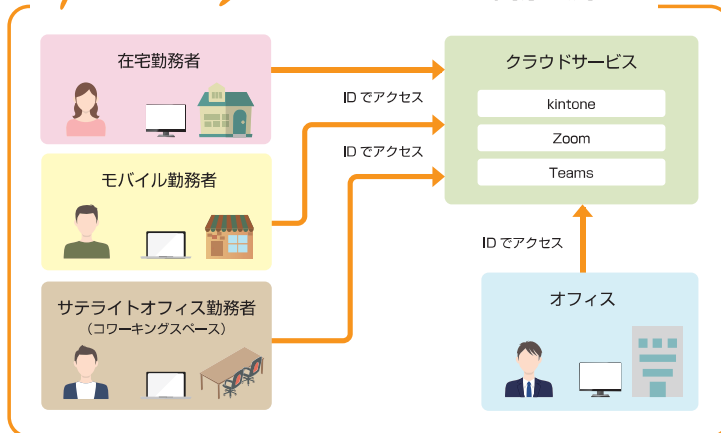 在宅勤務者
クラウドサービス
IDでアクセス
kintone
Zoom
IDでアクセス
Teams
モバイル勤務者
IDでアクセス
サテライトオフィス勤務者
（コワーキングスペース）
オフィス